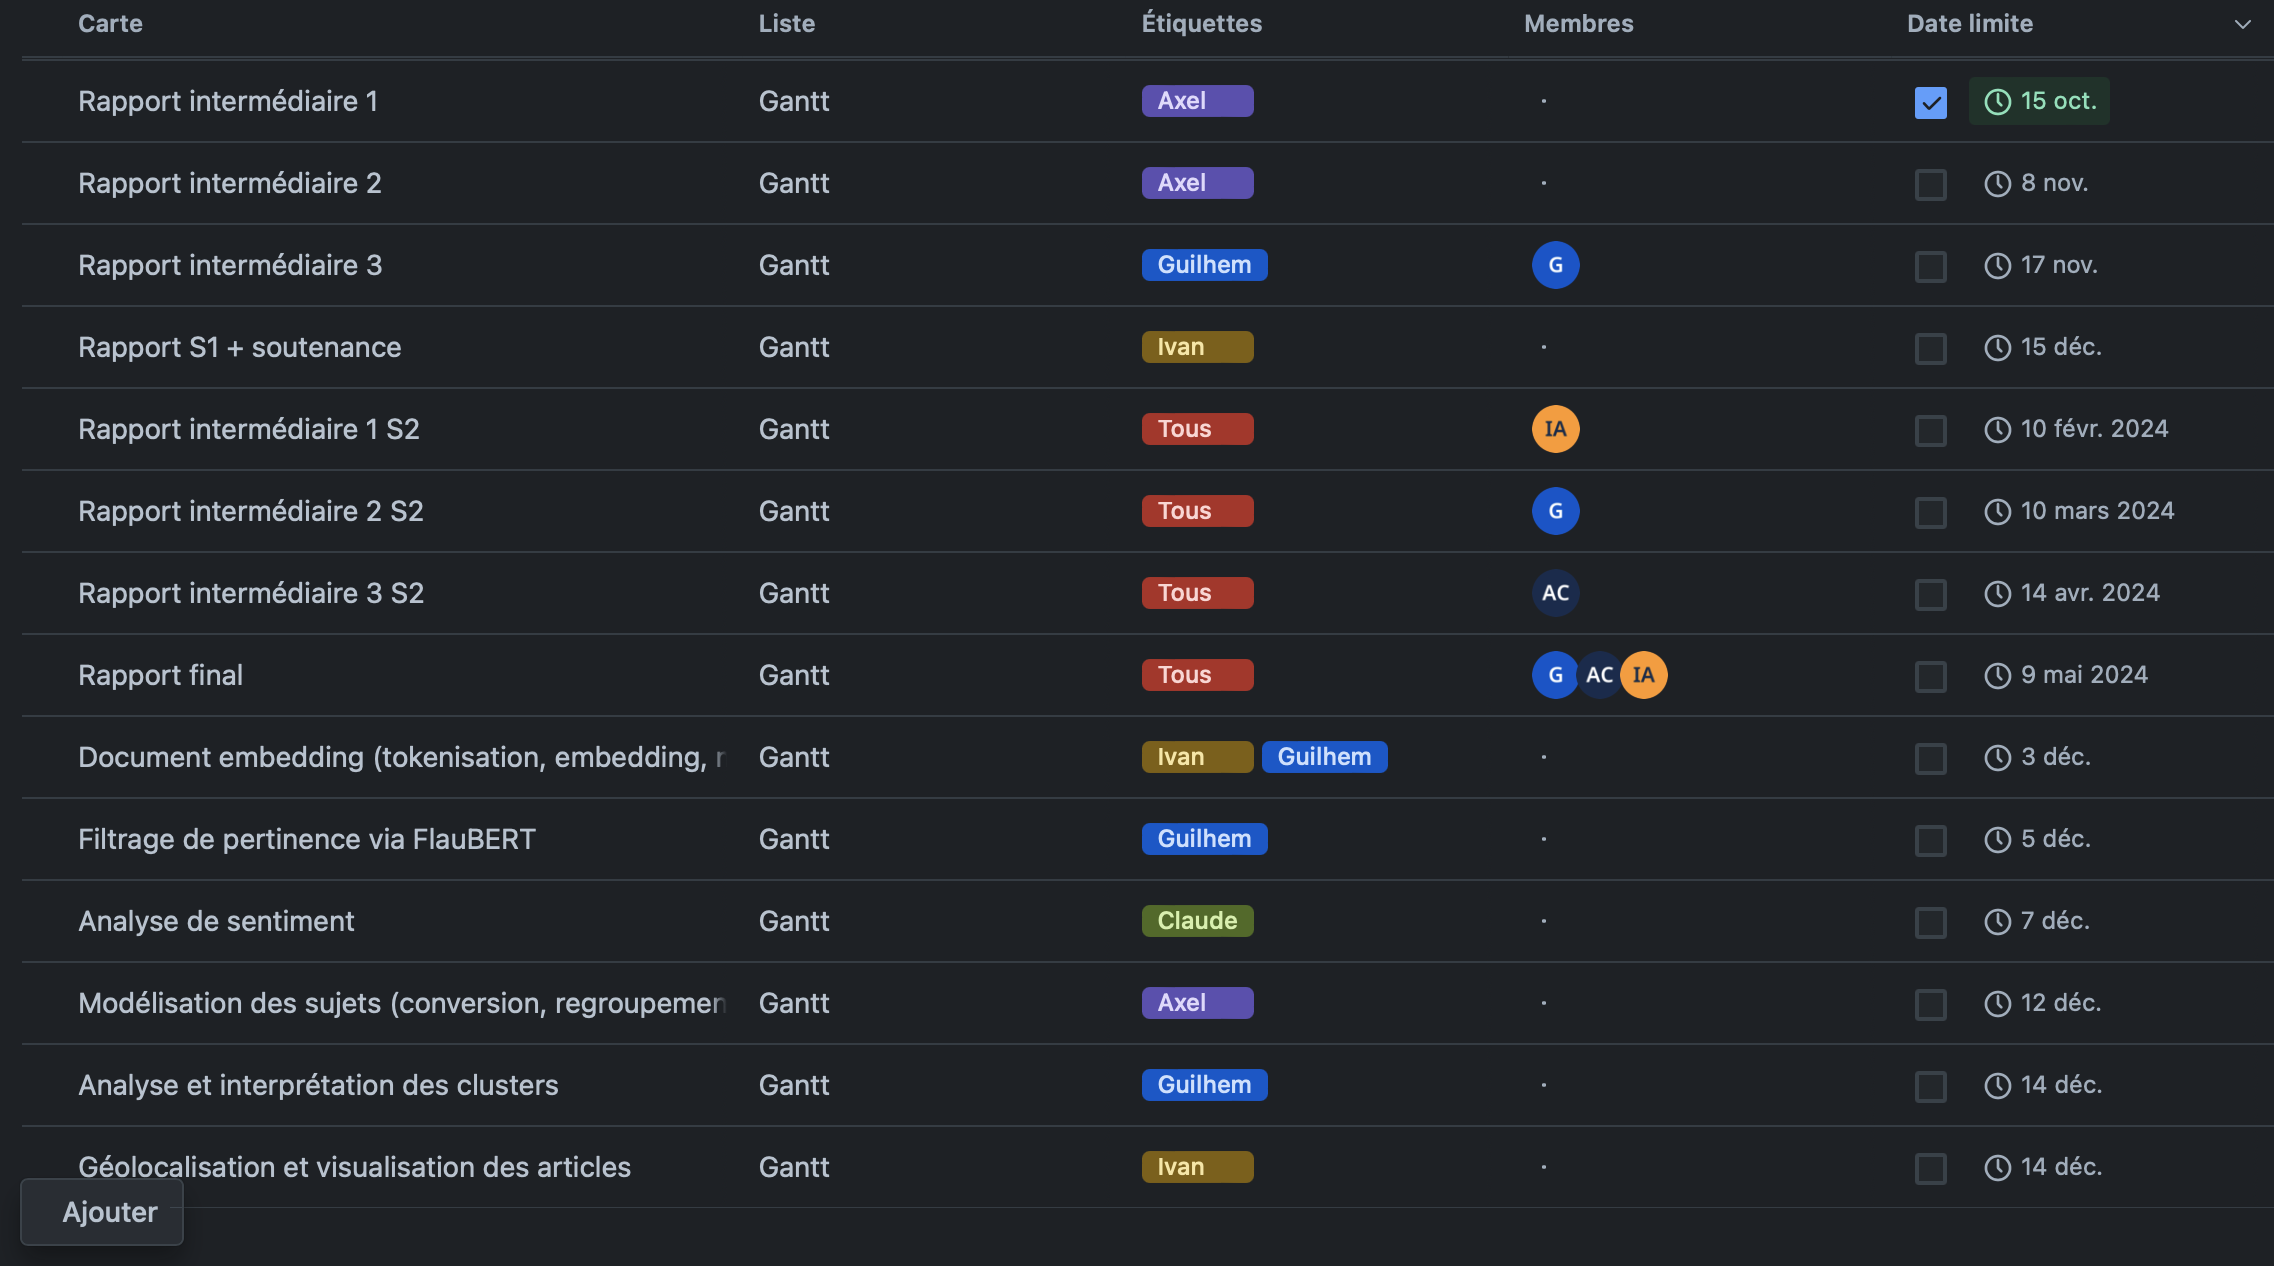 Carte Liste Étiquettes Membres Date limite
Rapport intermédiaire 1 Gantt Axel 15 oct.
Rapport intermédiaire 2 Gantt Axel 8 nov.
Rapport intermédiaire 3 Gantt Guilhem G 17 nov.
Rapport S1 + soutenance Gantt Ivan 15 déc.
Rapport intermédiaire 1 S2 Gantt Tous IA 10 févr. 2024
Rapport intermédiaire 2 S2 Gantt Tous G 10 mars 2024
Rapport intermédiaire 3 S2 Gantt Tous AC 14 avr. 2024
Rapport final Gantt Tous G AC IA 9 mai 2024
Document embedding (tokenisation, embedding, Gantt Ivan Guilhem 3 déc.
Filtrage de pertinence via FlauBERT Gantt Guilhem 5 déc.
Analyse de sentiment Gantt Claude 7 déc.
Modélisation des sujets (conversion, regroupemen Gantt Axel 12 déc.
Analyse et interprétation des clusters Gantt Guilhem 14 déc.
Géolocalisation et visualisation des articles Gantt Ivan 14 déc.
Ajouter